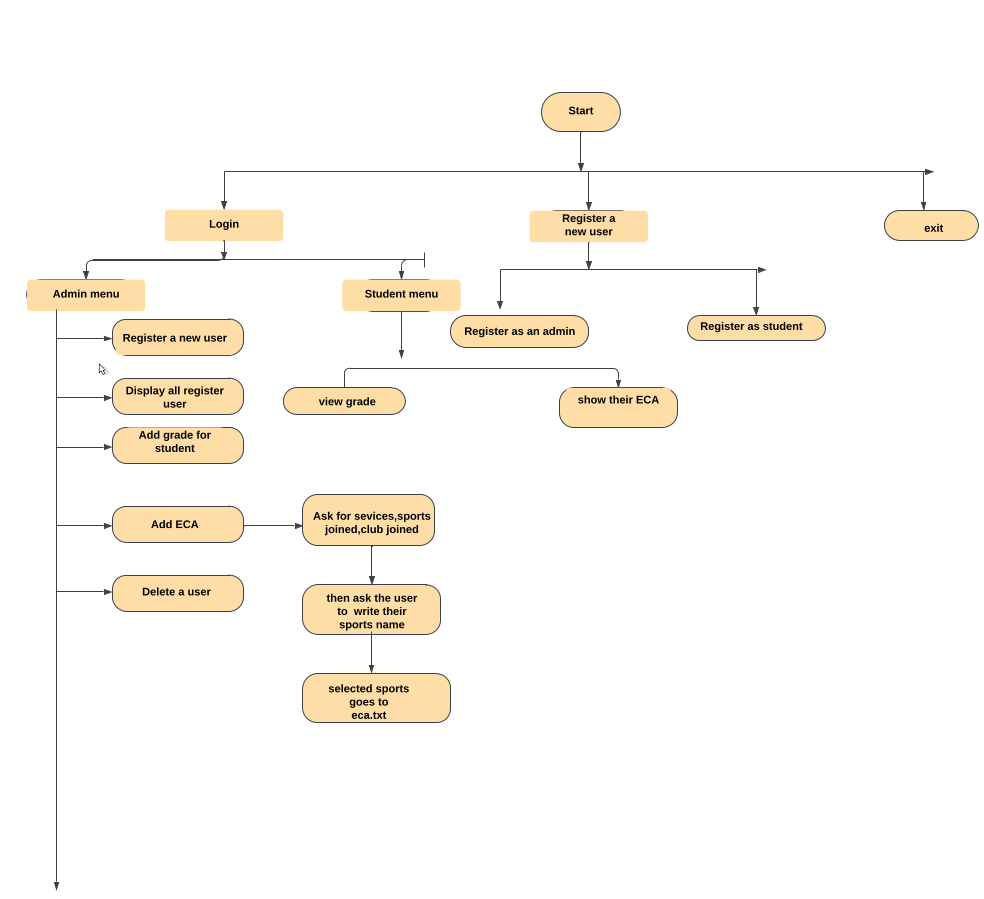 Start
Login
Register a
new user
exit
Admin menu
Student menu
Register as an admin
Register as student
Register a new user
Display all register
user
view grade
show their ECA
Add grade for
student
Add ECA
Ask for sevices,sports
joined,club joined
Delete a user
then ask the user
to  write their
sports name
selected sports
goes to
eca.txt